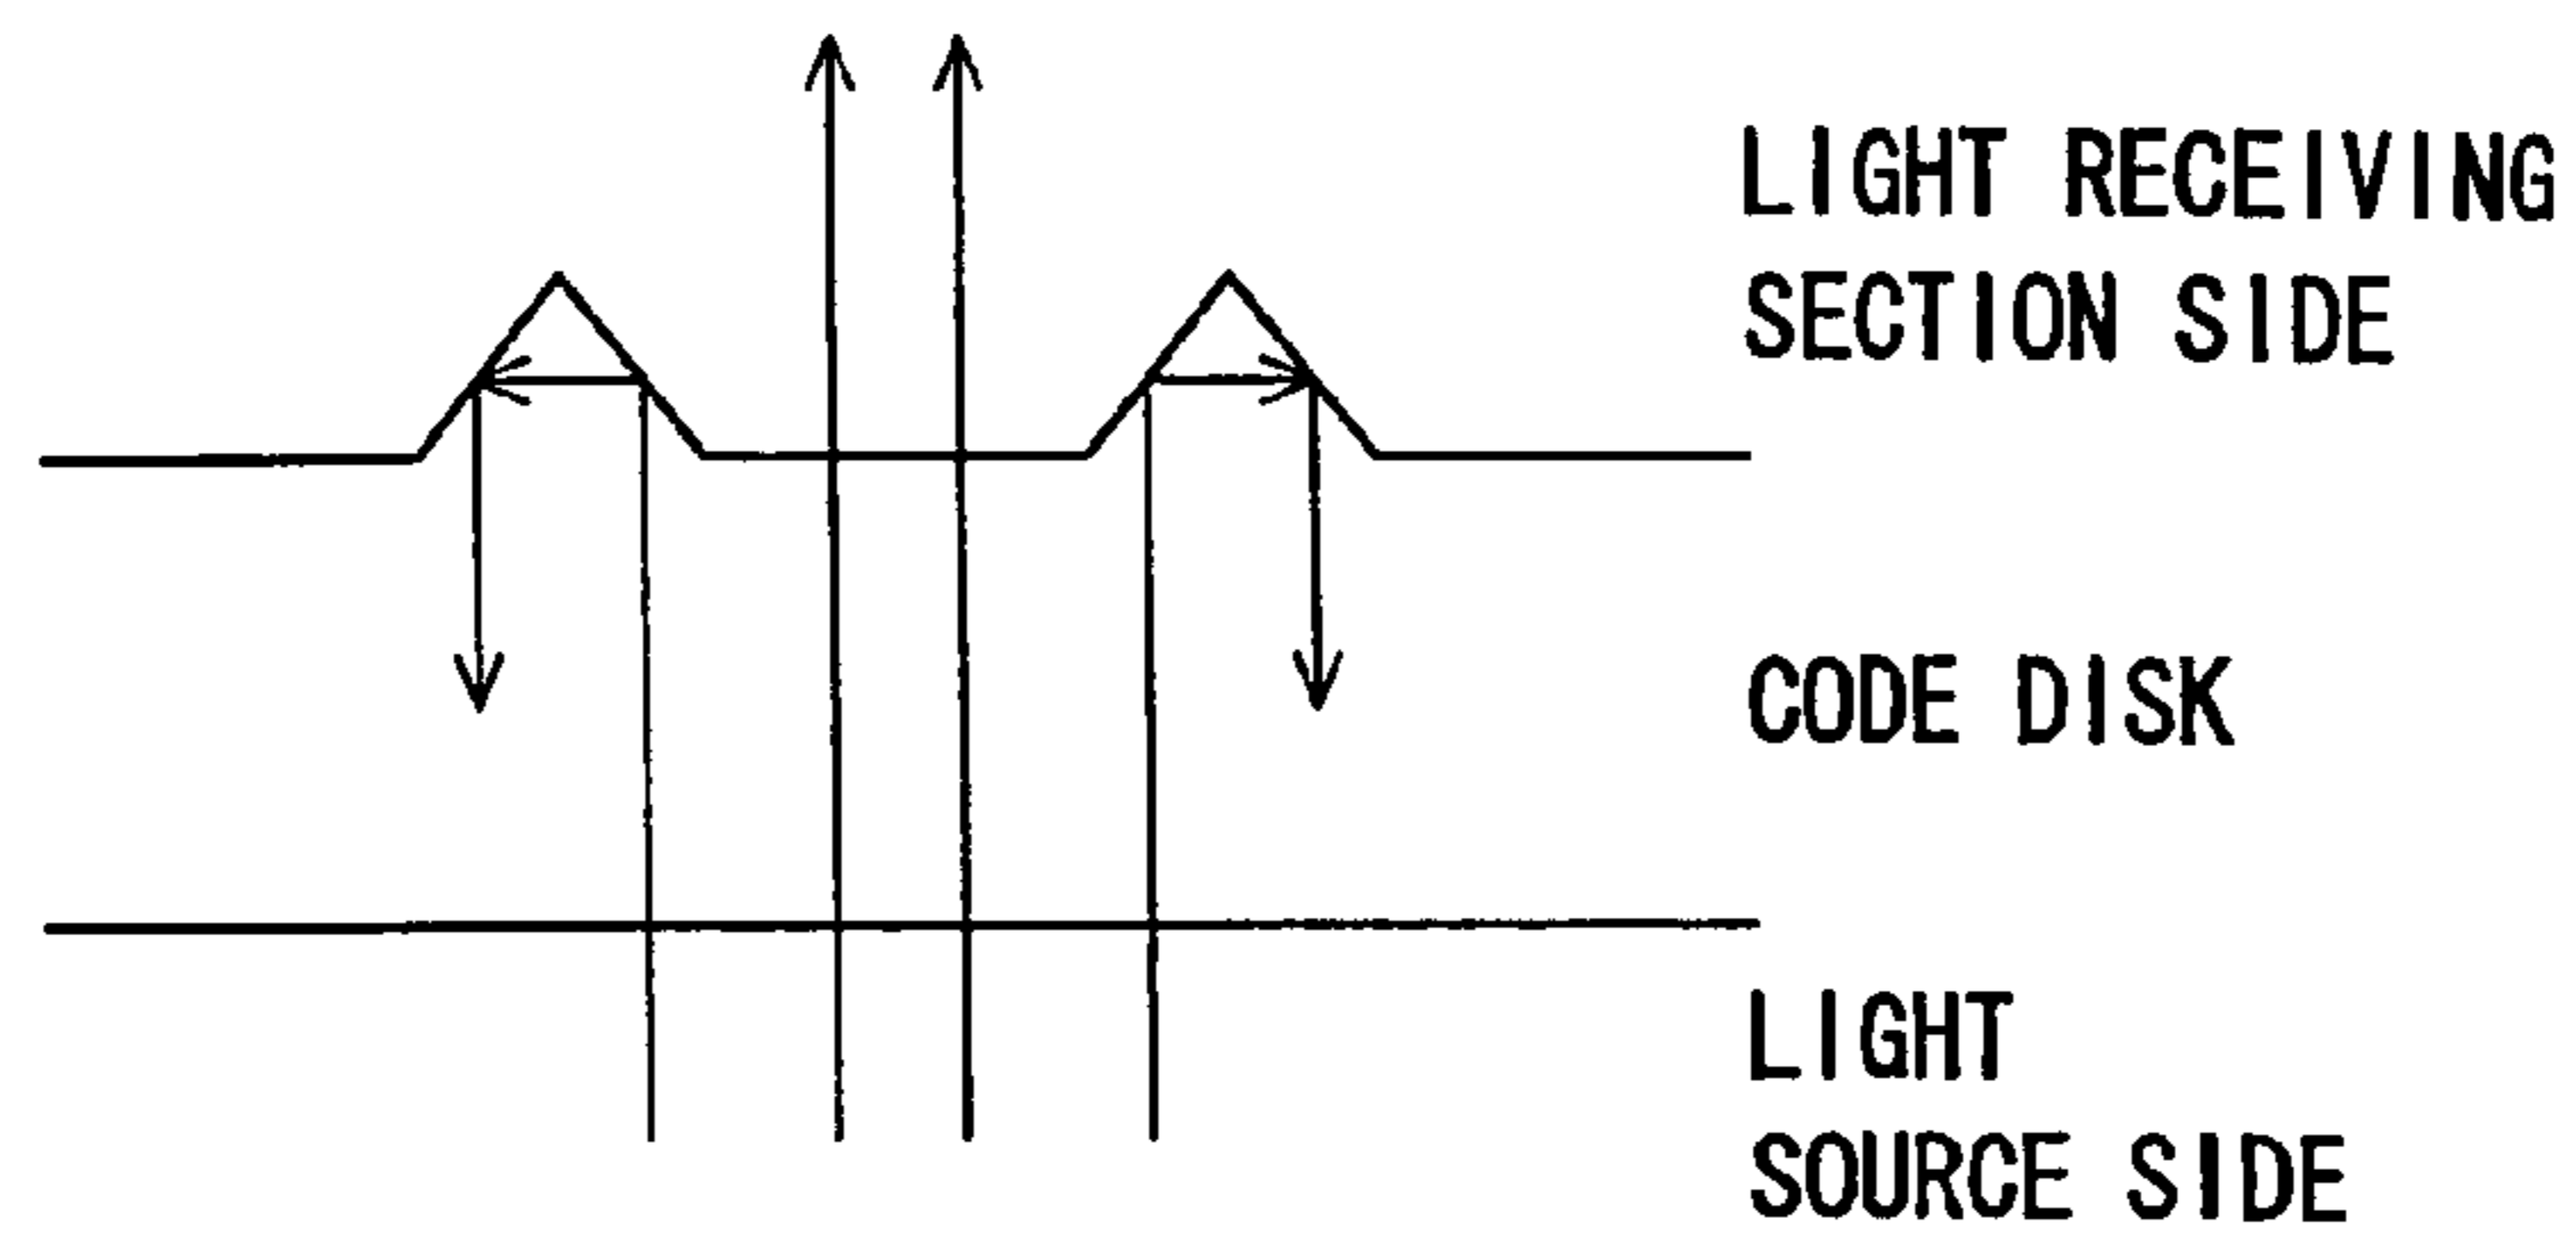 LIGHT RECEIVING
SECTION SIDE
CODE DISK
LIGHT
SOURCE SIDE